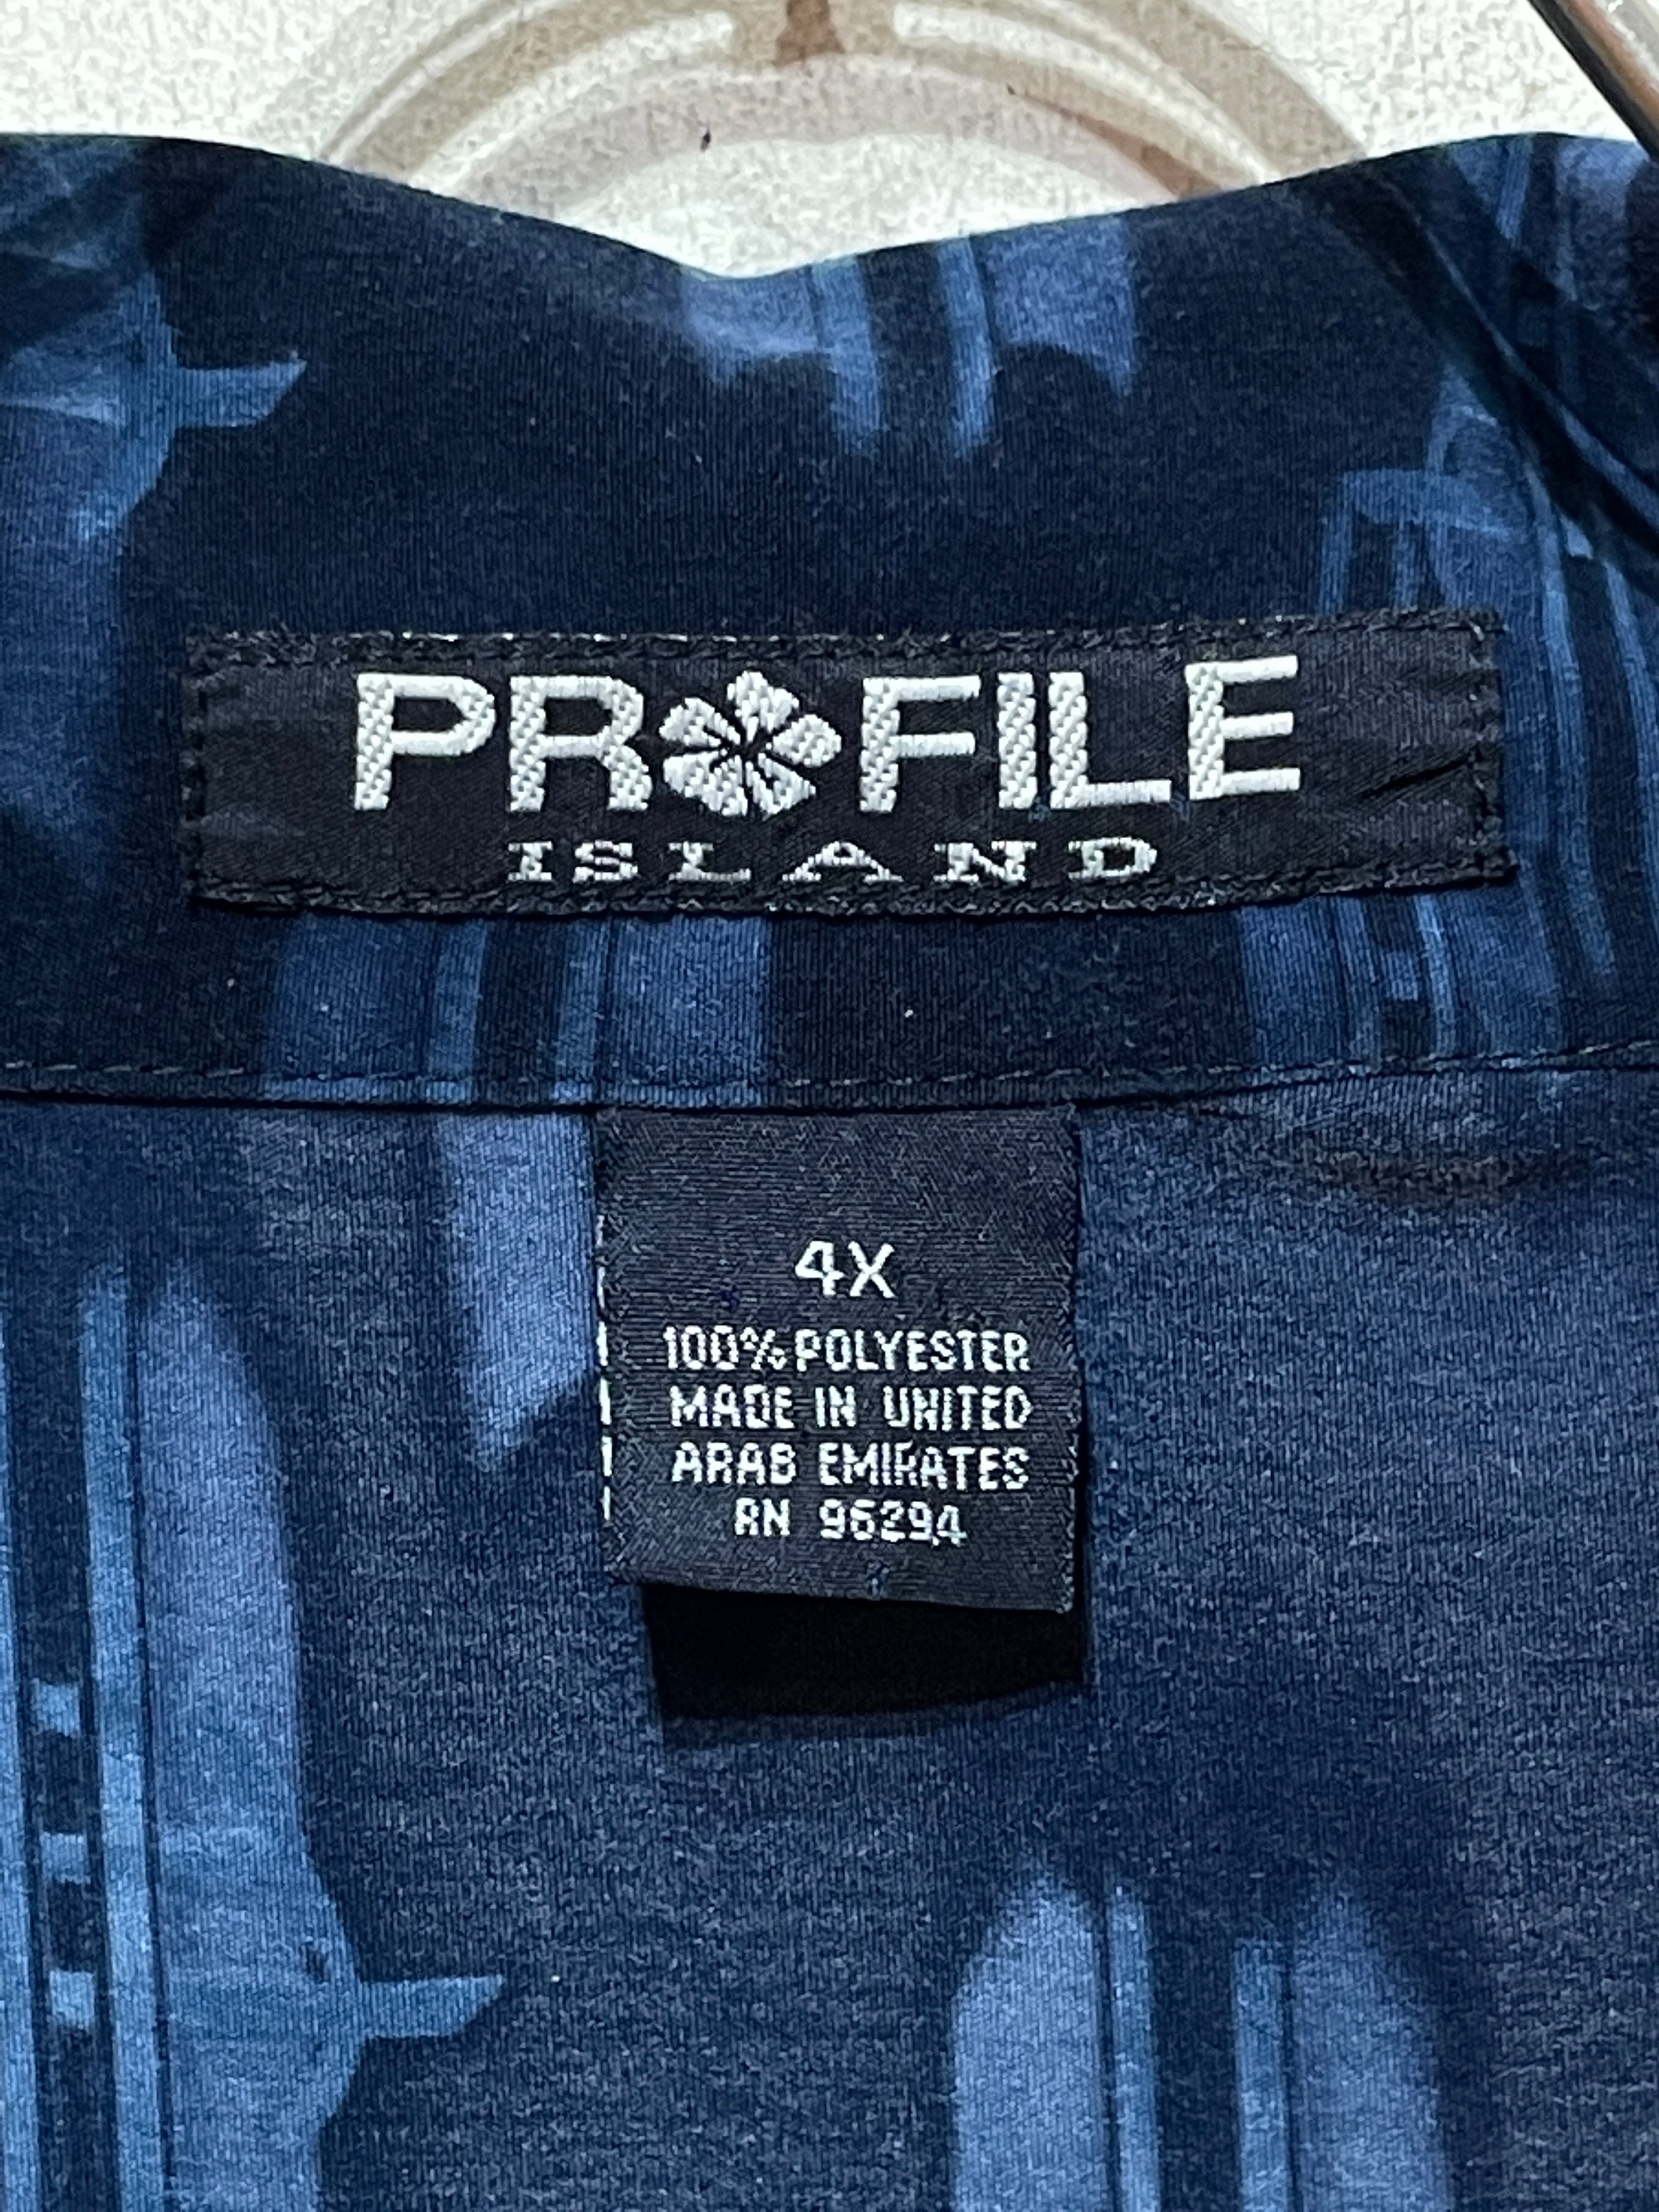 PROFILE
ISLAND
4X
100% POLYESTER
MADE IN UNITED
ARAB EMIRATES
RN 96294